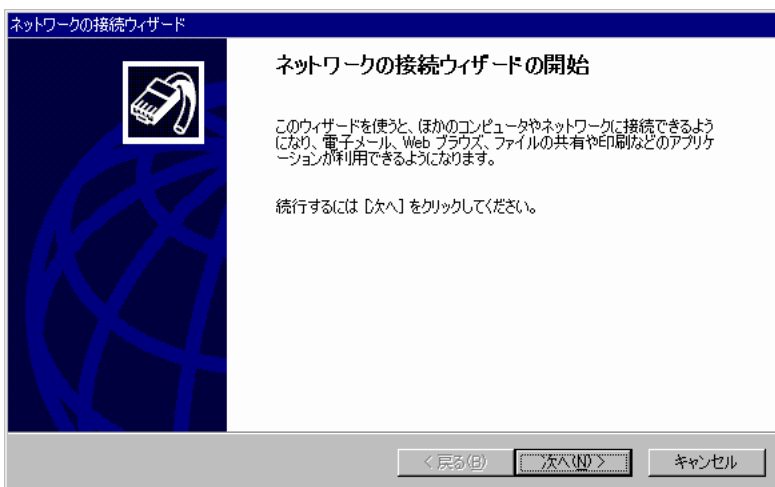 ネットワークの接続ウィザード
ネットワークの接続ウィザードの開始
このウィザードを使うと、ほかのコンピュータやネットワークに接続できるよう
になり、電子メール、Web ブラウズ、ファイルの共有や印刷などのアプリケ
ーションが利用できるようになります。
続行するには [次へ] をクリックしてください。
< 戻る(B) 次へ(N) > キャンセル